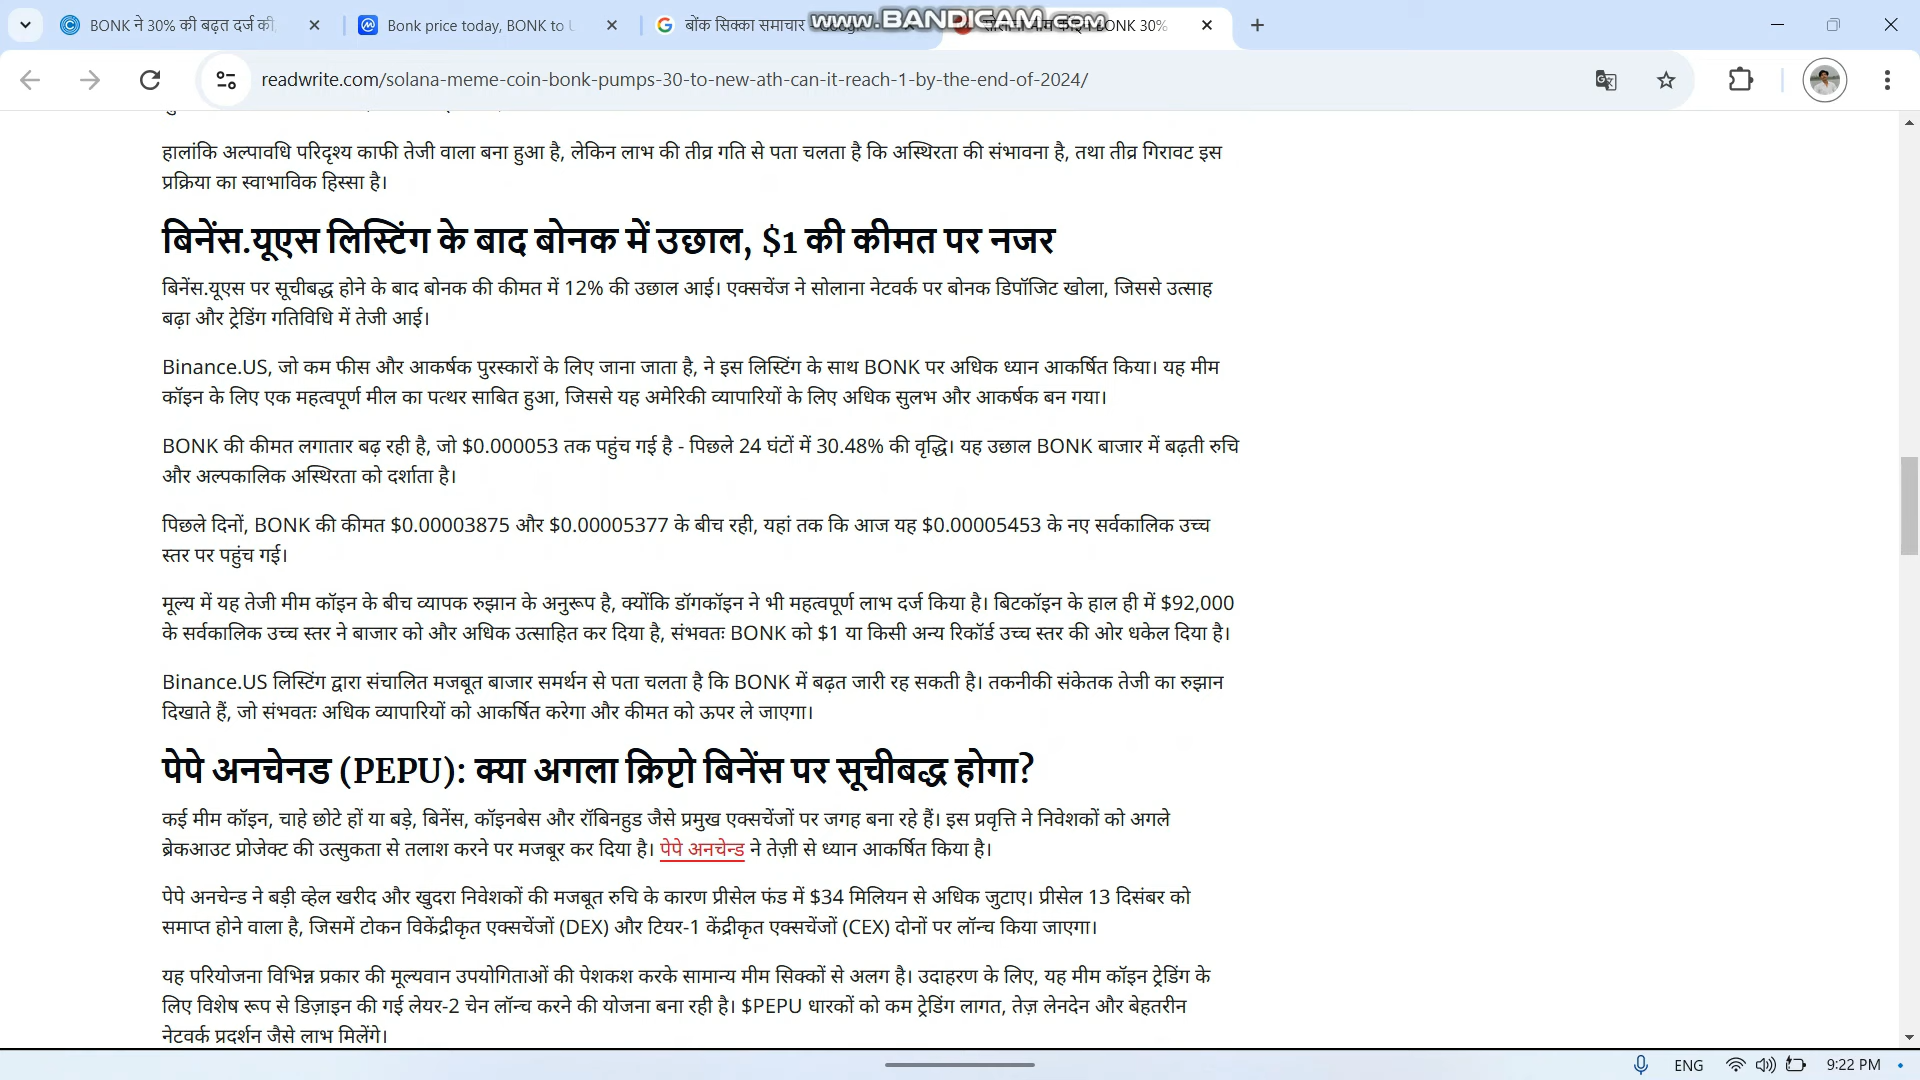 BONK ने 30% की बढ़त दर्ज की,
Bonk price today, BONK to U
बोंक सिक्का समाचार - Google
BONK 30%
www.BANDICAM.com
readwrite.com/solana-meme-coin-bonk-pumps-30-to-new-ath-can-it-reach-1-by-the-end-of-2024/
हालांकि अल्पावधि परिदृश्य काफी तेजी वाला बना हुआ है, लेकिन लाभ की तीव्र गति से पता चलता है कि अस्थिरता की संभावना है, तथा तीव्र गिरावट इस
प्रक्रिया का स्वाभाविक हिस्सा है।
बिनेंस.यूएस लिस्टिंग के बाद बोनक में उछाल, $1 की कीमत पर नजर
बिनेंस.यूएस पर सूचीबद्ध होने के बाद बोनक की कीमत में 12% की उछाल आई। एक्सचेंज ने सोलाना नेटवर्क पर बोनक डिपॉजिट खोला, जिससे उत्साह
बढ़ा और ट्रेडिंग गतिविधि में तेजी आई।
Binance.US, जो कम फीस और आकर्षक पुरस्कारों के लिए जाना जाता है, ने इस लिस्टिंग के साथ BONK पर अधिक ध्यान आकर्षित किया। यह मीम
कॉइन के लिए एक महत्वपूर्ण मील का पत्थर साबित हुआ, जिससे यह अमेरिकी व्यापारियों के लिए अधिक सुलभ और आकर्षक बन गया।
BONK की कीमत लगातार बढ़ रही है, जो $0.000053 तक पहुंच गई है - पिछले 24 घंटों में 30.48% की वृद्धि। यह उछाल BONK बाजार में बढ़ती रुचि
और अल्पकालिक अस्थिरता को दर्शाता है।
पिछले दिनों, BONK की कीमत $0.00003875 और $0.00005377 के बीच रही, यहां तक कि आज यह $0.00005453 के नए सर्वकालिक उच्च
स्तर पर पहुंच गई।
मूल्य में यह तेजी मीम कॉइन के बीच व्यापक रुझान के अनुरूप है, क्योंकि डॉगकॉइन ने भी महत्वपूर्ण लाभ दर्ज किया है। बिटकॉइन के हाल ही में $92,000
के सर्वकालिक उच्च स्तर ने बाजार को और अधिक उत्साहित कर दिया है, संभवतः BONK को $1 या किसी अन्य रिकॉर्ड उच्च स्तर की ओर धकेल दिया है।
Binance.US लिस्टिंग द्वारा संचालित मजबूत बाजार समर्थन से पता चलता है कि BONK में बढ़त जारी रह सकती है। तकनीकी संकेतक तेजी का रुझान
दिखाते हैं, जो संभवतः अधिक व्यापारियों को आकर्षित करेगा और कीमत को ऊपर ले जाएगा।
पेपे अनचेनड (PEPU): क्या अगला क्रिप्टो बिनेंस पर सूचीबद्ध होगा?
कई मीम कॉइन, चाहे छोटे हों या बड़े, बिनेंस, कॉइनबेस और रॉबिनहुड जैसे प्रमुख एक्सचेंजों पर जगह बना रहे हैं। इस प्रवृत्ति ने निवेशकों को अगले
ब्रेकआउट प्रोजेक्ट की उत्सुकता से तलाश करने पर मजबूर कर दिया है। पेपे अनचेन्ड ने तेज़ी से ध्यान आकर्षित किया है।
पेपे अनचेन्ड ने बड़ी व्हेल खरीद और खुदरा निवेशकों की मजबूत रुचि के कारण प्रीसेल फंड में $34 मिलियन से अधिक जुटाए। प्रीसेल 13 दिसंबर को
समाप्त होने वाला है, जिसमें टोकन विकेंद्रीकृत एक्सचेंजों (DEX) और टियर-1 केंद्रीकृत एक्सचेंजों (CEX) दोनों पर लॉन्च किया जाएगा।
यह परियोजना विभिन्न प्रकार की मूल्यवान उपयोगिताओं की पेशकश करके सामान्य मीम सिक्कों से अलग है। उदाहरण के लिए, यह मीम कॉइन ट्रेडिंग के
लिए विशेष रूप से डिज़ाइन की गई लेयर-2 चेन लॉन्च करने की योजना बना रही है। $PEPU धारकों को कम ट्रेडिंग लागत, तेज़ लेनदेन और बेहतरीन
नेटवर्क प्रदर्शन जैसे लाभ मिलेंगे।
ENG
9:22 PM